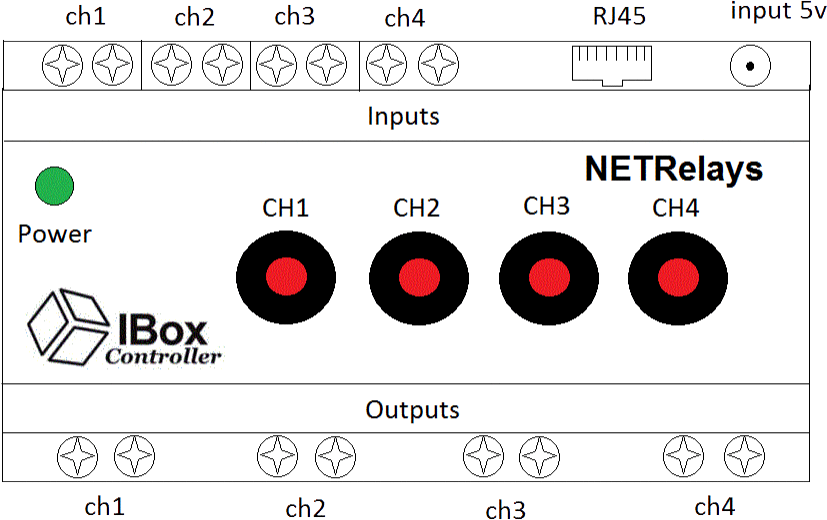 ch1 ch2 ch3 ch4 RJ45 input 5v
Inputs
NETRelays
Power
CH1 CH2 CH3 CH4
IBox
Controller
Outputs
ch1 ch2 ch3 ch4